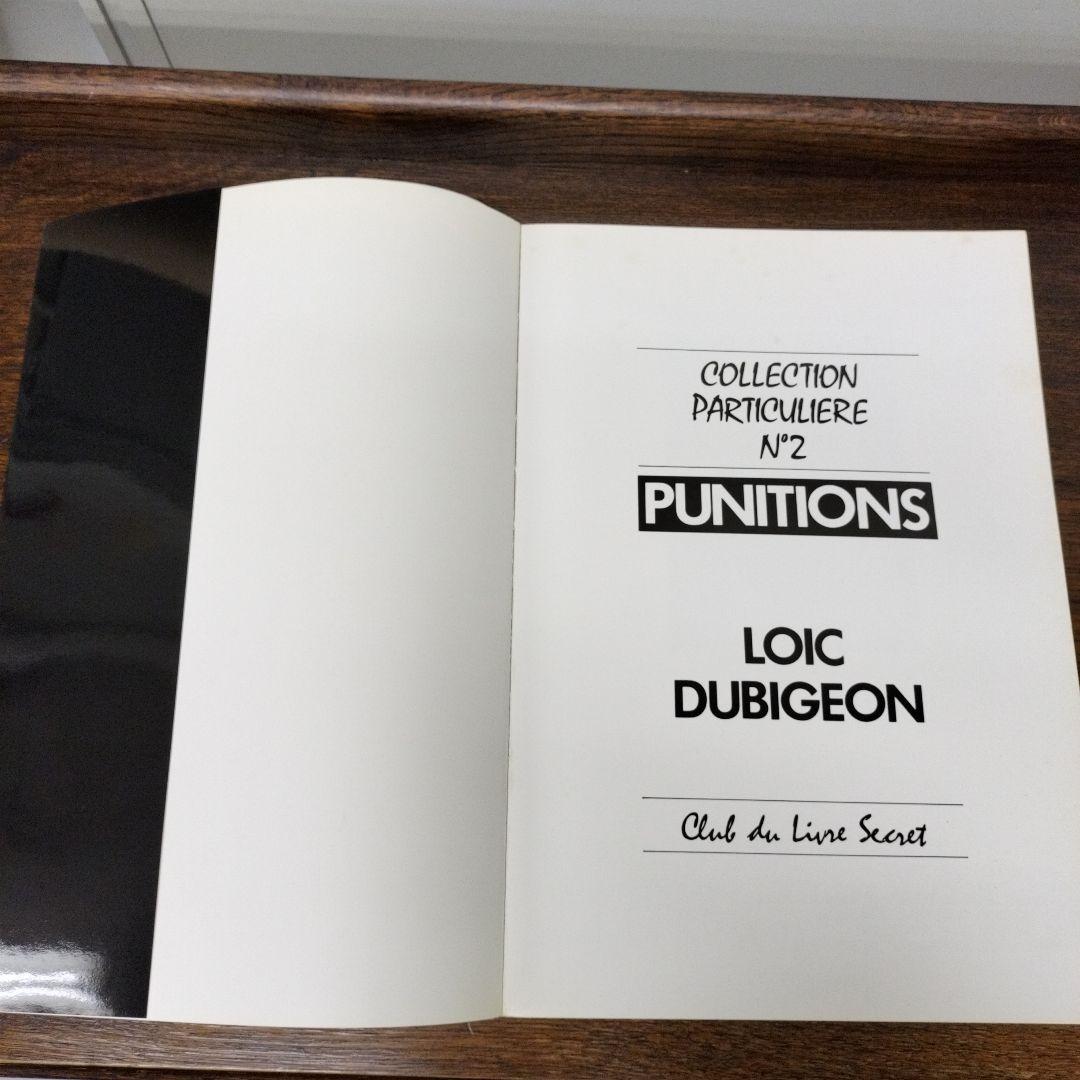 COLLECTION
PARTICULIERE
N°2
PUNITIONS
LOIC
DUBIGEON
Club du Livre Secret